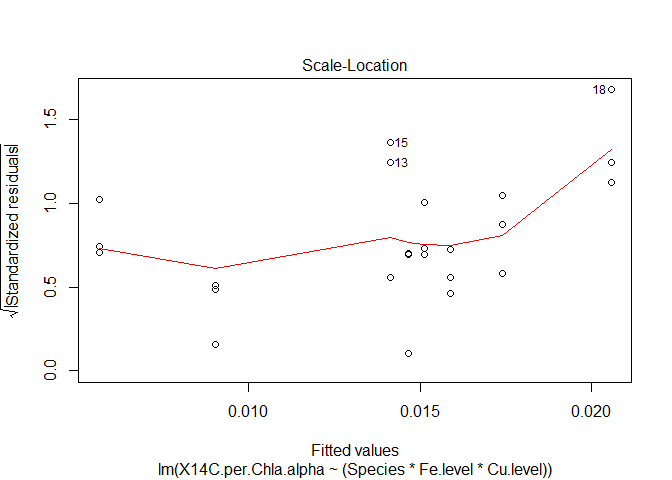 Scale-Location
√|Standardized residuals|
0.0
0.5
1.0
1.5
18
15
13
0.010
0.015
0.020
Fitted values
lm(X14C.per.Chla.alpha ~ (Species * Fe.level * Cu.level))